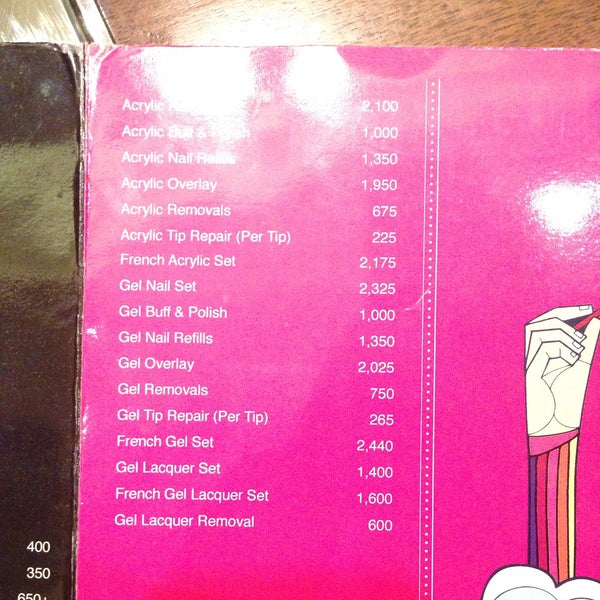 Acrylic 2,100
Acrylic Buff & Polish 1,000
Acrylic Nail Refills 1,350
Acrylic Overlay 1,950
Acrylic Removals 675
Acrylic Tip Repair (Per Tip) 225
French Acrylic Set 2,175
Gel Nail Set 2,325
Gel Buff & Polish 1,000
Gel Nail Refills 1,350
Gel Overlay 2,025
Gel Removals 750
Gel Tip Repair (Per Tip) 265
French Gel Set 2,440
Gel Lacquer Set 1,400
French Gel Lacquer Set 1,600
Gel Lacquer Removal 600
400
350
650+